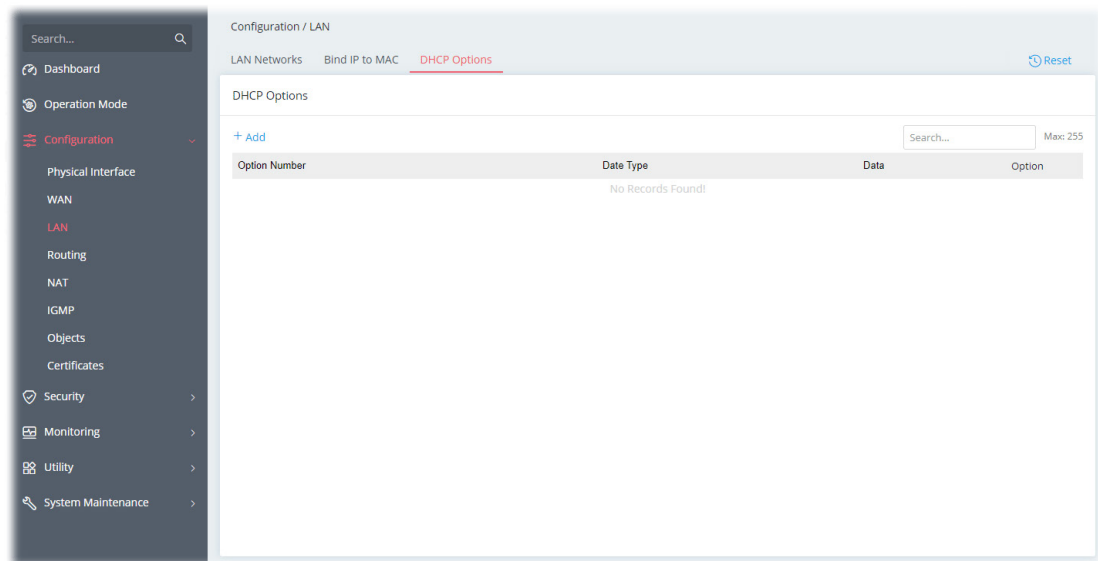 Search...
Dashboard
Operation Mode
Configuration
Physical Interface
WAN
LAN
Routing
NAT
IGMP
Objects
Certificates
Security
Monitoring
Utility
System Maintenance
Configuration / LAN
LAN Networks Bind IP to MAC DHCP Options Reset
DHCP Options
+ Add Search... Max: 255
Option Number Date Type Data Option
No Records Found!